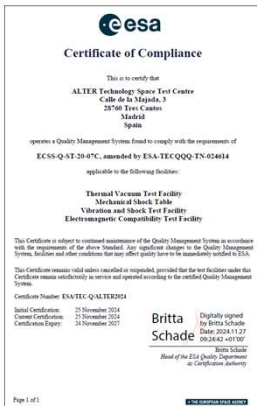 esa
Certificate of Compliance
This is to certify that
ALTER Technology Space Test Centre
Calle de la Majada, 3
28760 Tres Cantos
Madrid
Spain
operates a Quality Management System found to comply with the requirements of
ECSS-Q-ST-20-07C, amended by ESA-TECQQQ-TN-024614
applicable to the following facilities:
Thermal Vacuum Test Facility
Mechanical Shock Table
Vibration and Shock Test Facility
Electromagnetic Compatibility Test Facility
This Certificate is subject to continued maintenance of the Quality Management System in accordance
with the requirements of the above Standard. Any significant changes to the Quality Management
System, facilities and other conditions that may affect quality have to be immediately notified to ESA.
This Certificate remains valid unless cancelled or suspended, provided that the test facilities under this
Certificate remain satisfactorily in service and operated according to the certified Quality Management
System.
Certificate Number: ESA/TEC-Q/ALTER2024
Initial Certification: 25 November 2024
Current Certification: 25 November 2024
Certification Expiry: 24 November 2027
Britta
Schade
Digitally signed
by Britta Schade
Date: 2024.11.27
09:24:42 +01'00'
Britta Schade
Head of the ESA Quality Department
as Certification Authority
Page 1 of 1
THE EUROPEAN SPACE AGENCY